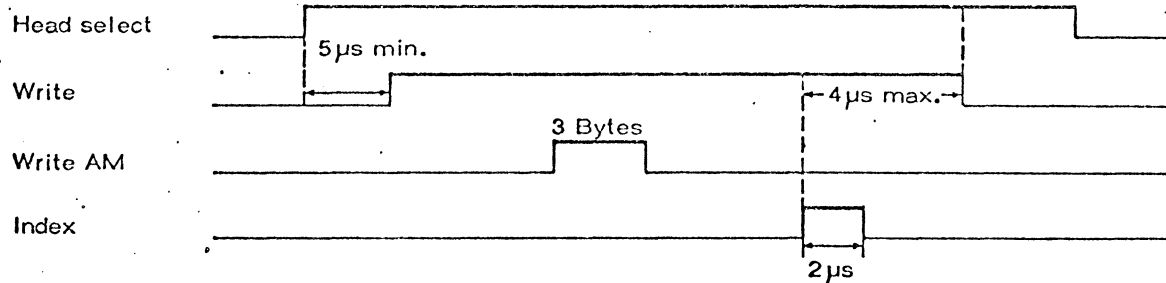 Head select
5µs min.
Write
4µs max.
3 Bytes
Write AM
Index
2µs